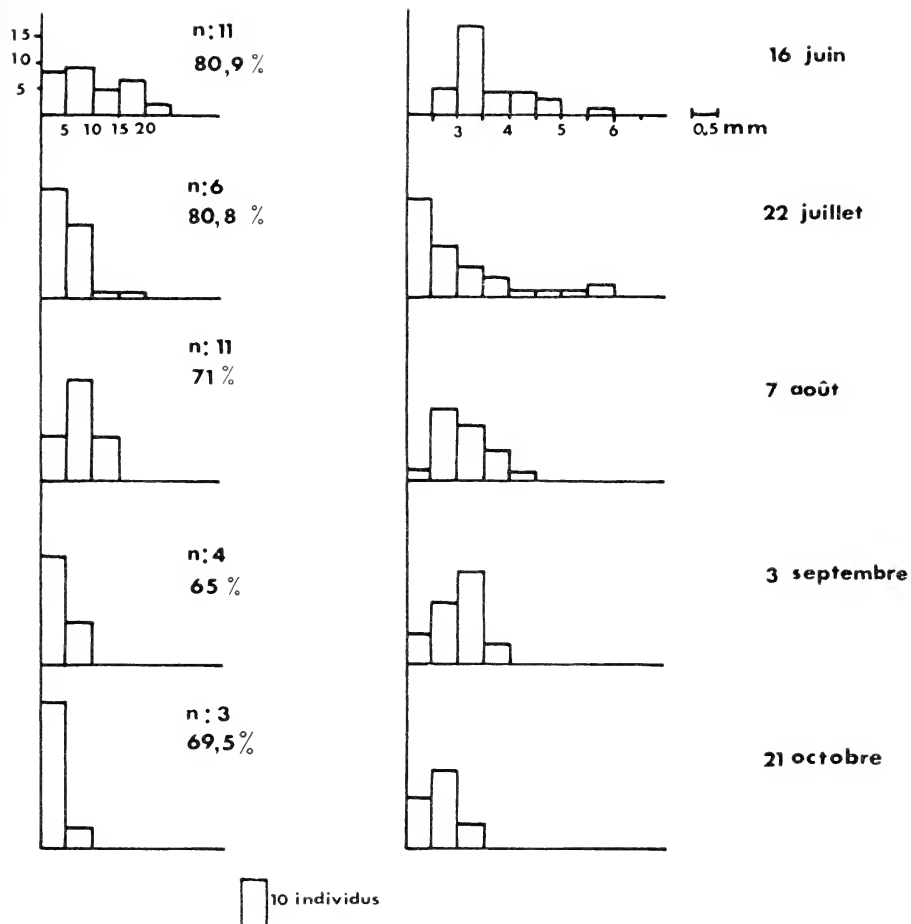 15
10
5
n:11
80,9 %
5 10 15 20
3 4 5 6
16 juin
0,5 mm
n:6
80,8 %
22 juillet
n:11
71 %
7 août
n:4
65 %
3 septembre
n:3
69,5%
21 octobre
10 individus